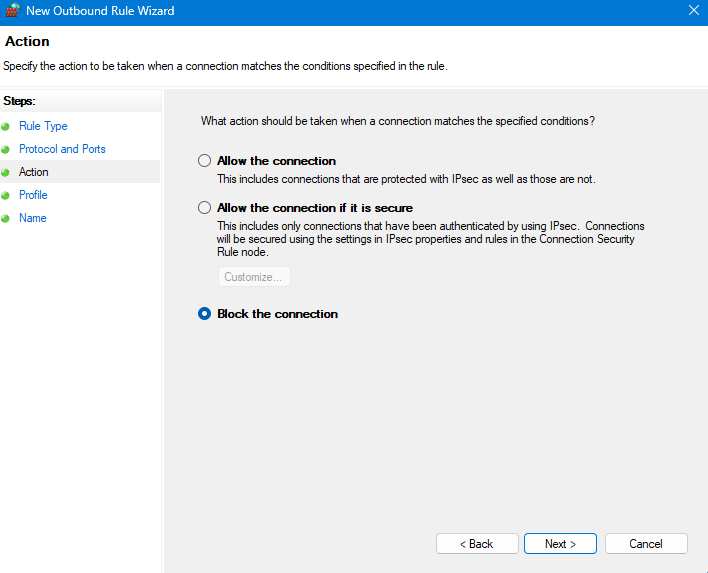 New Outbound Rule Wizard
Action
Specify the action to be taken when a connection matches the conditions specified in the rule.
Steps:
Rule Type
Protocol and Ports
Action
Profile
Name
What action should be taken when a connection matches the specified conditions?
Allow the connection
This includes connections that are protected with IPsec as well as those are not.
Allow the connection if it is secure
This includes only connections that have been authenticated by using IPsec. Connections
will be secured using the settings in IPsec properties and rules in the Connection Security
Rule node.
Customize...
Block the connection
< Back
Next >
Cancel